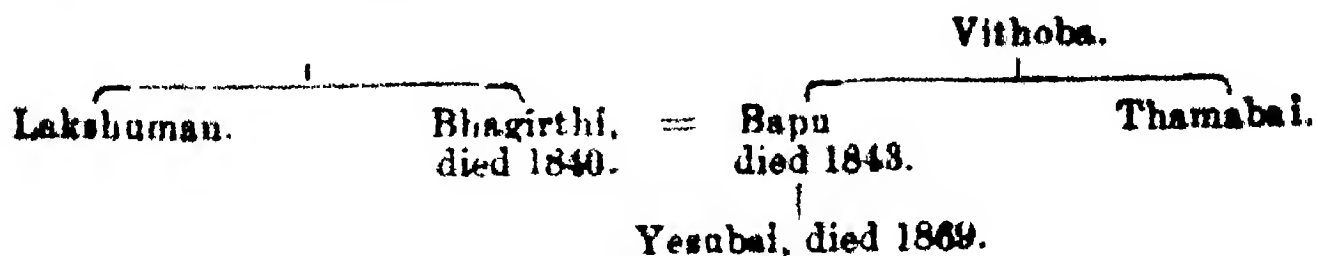 Vithoba.
Lakshuman. Bhagirthi, = Bapu Thamabai.
died 1840. died 1843.
Yesubai, died 1869.